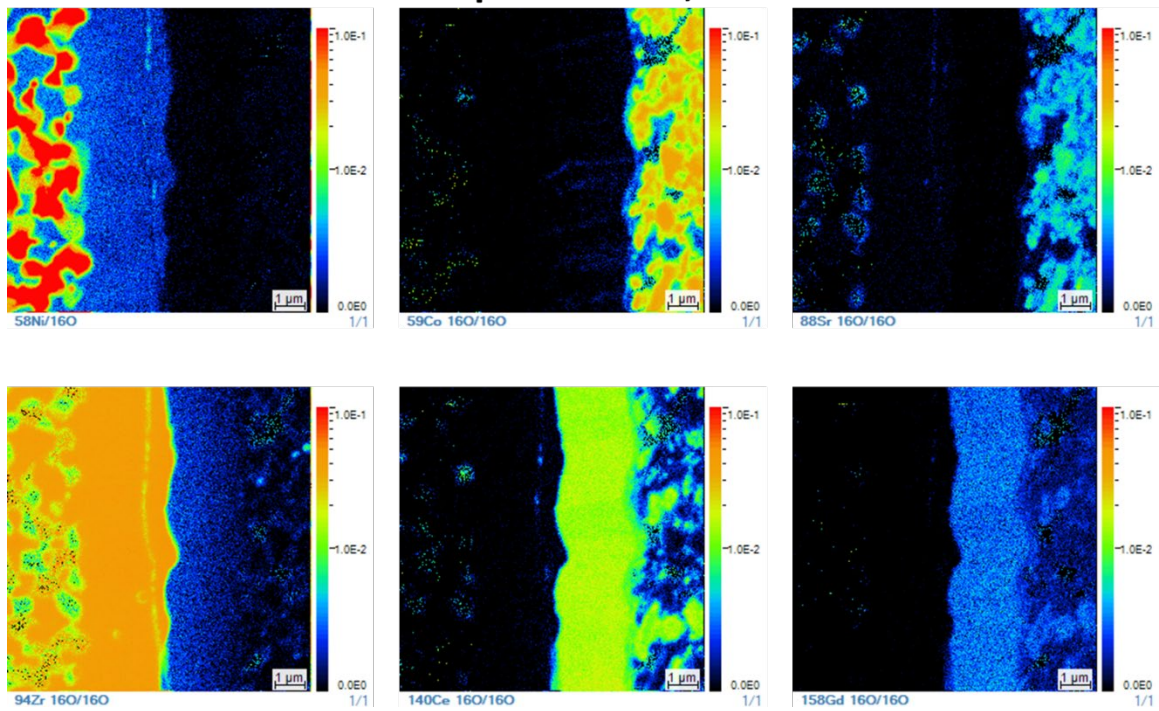 1.0E-1
1.0E-2
0.0E0
1 µm
58Ni/16O
1/1
1.0E-1
1.0E-2
0.0E0
1 µm
59Co 16O/16O
1/1
1.0E-1
1.0E-2
0.0E0
1 µm
88Sr 16O/16O
1/1
1.0E-1
1.0E-2
0.0E0
1 µm
94Zr 16O/16O
1/1
1.0E-1
1.0E-2
0.0E0
1 µm
140Ce 16O/16O
1/1
1.0E-1
1.0E-2
0.0E0
1 µm
158Gd 16O/16O
1/1